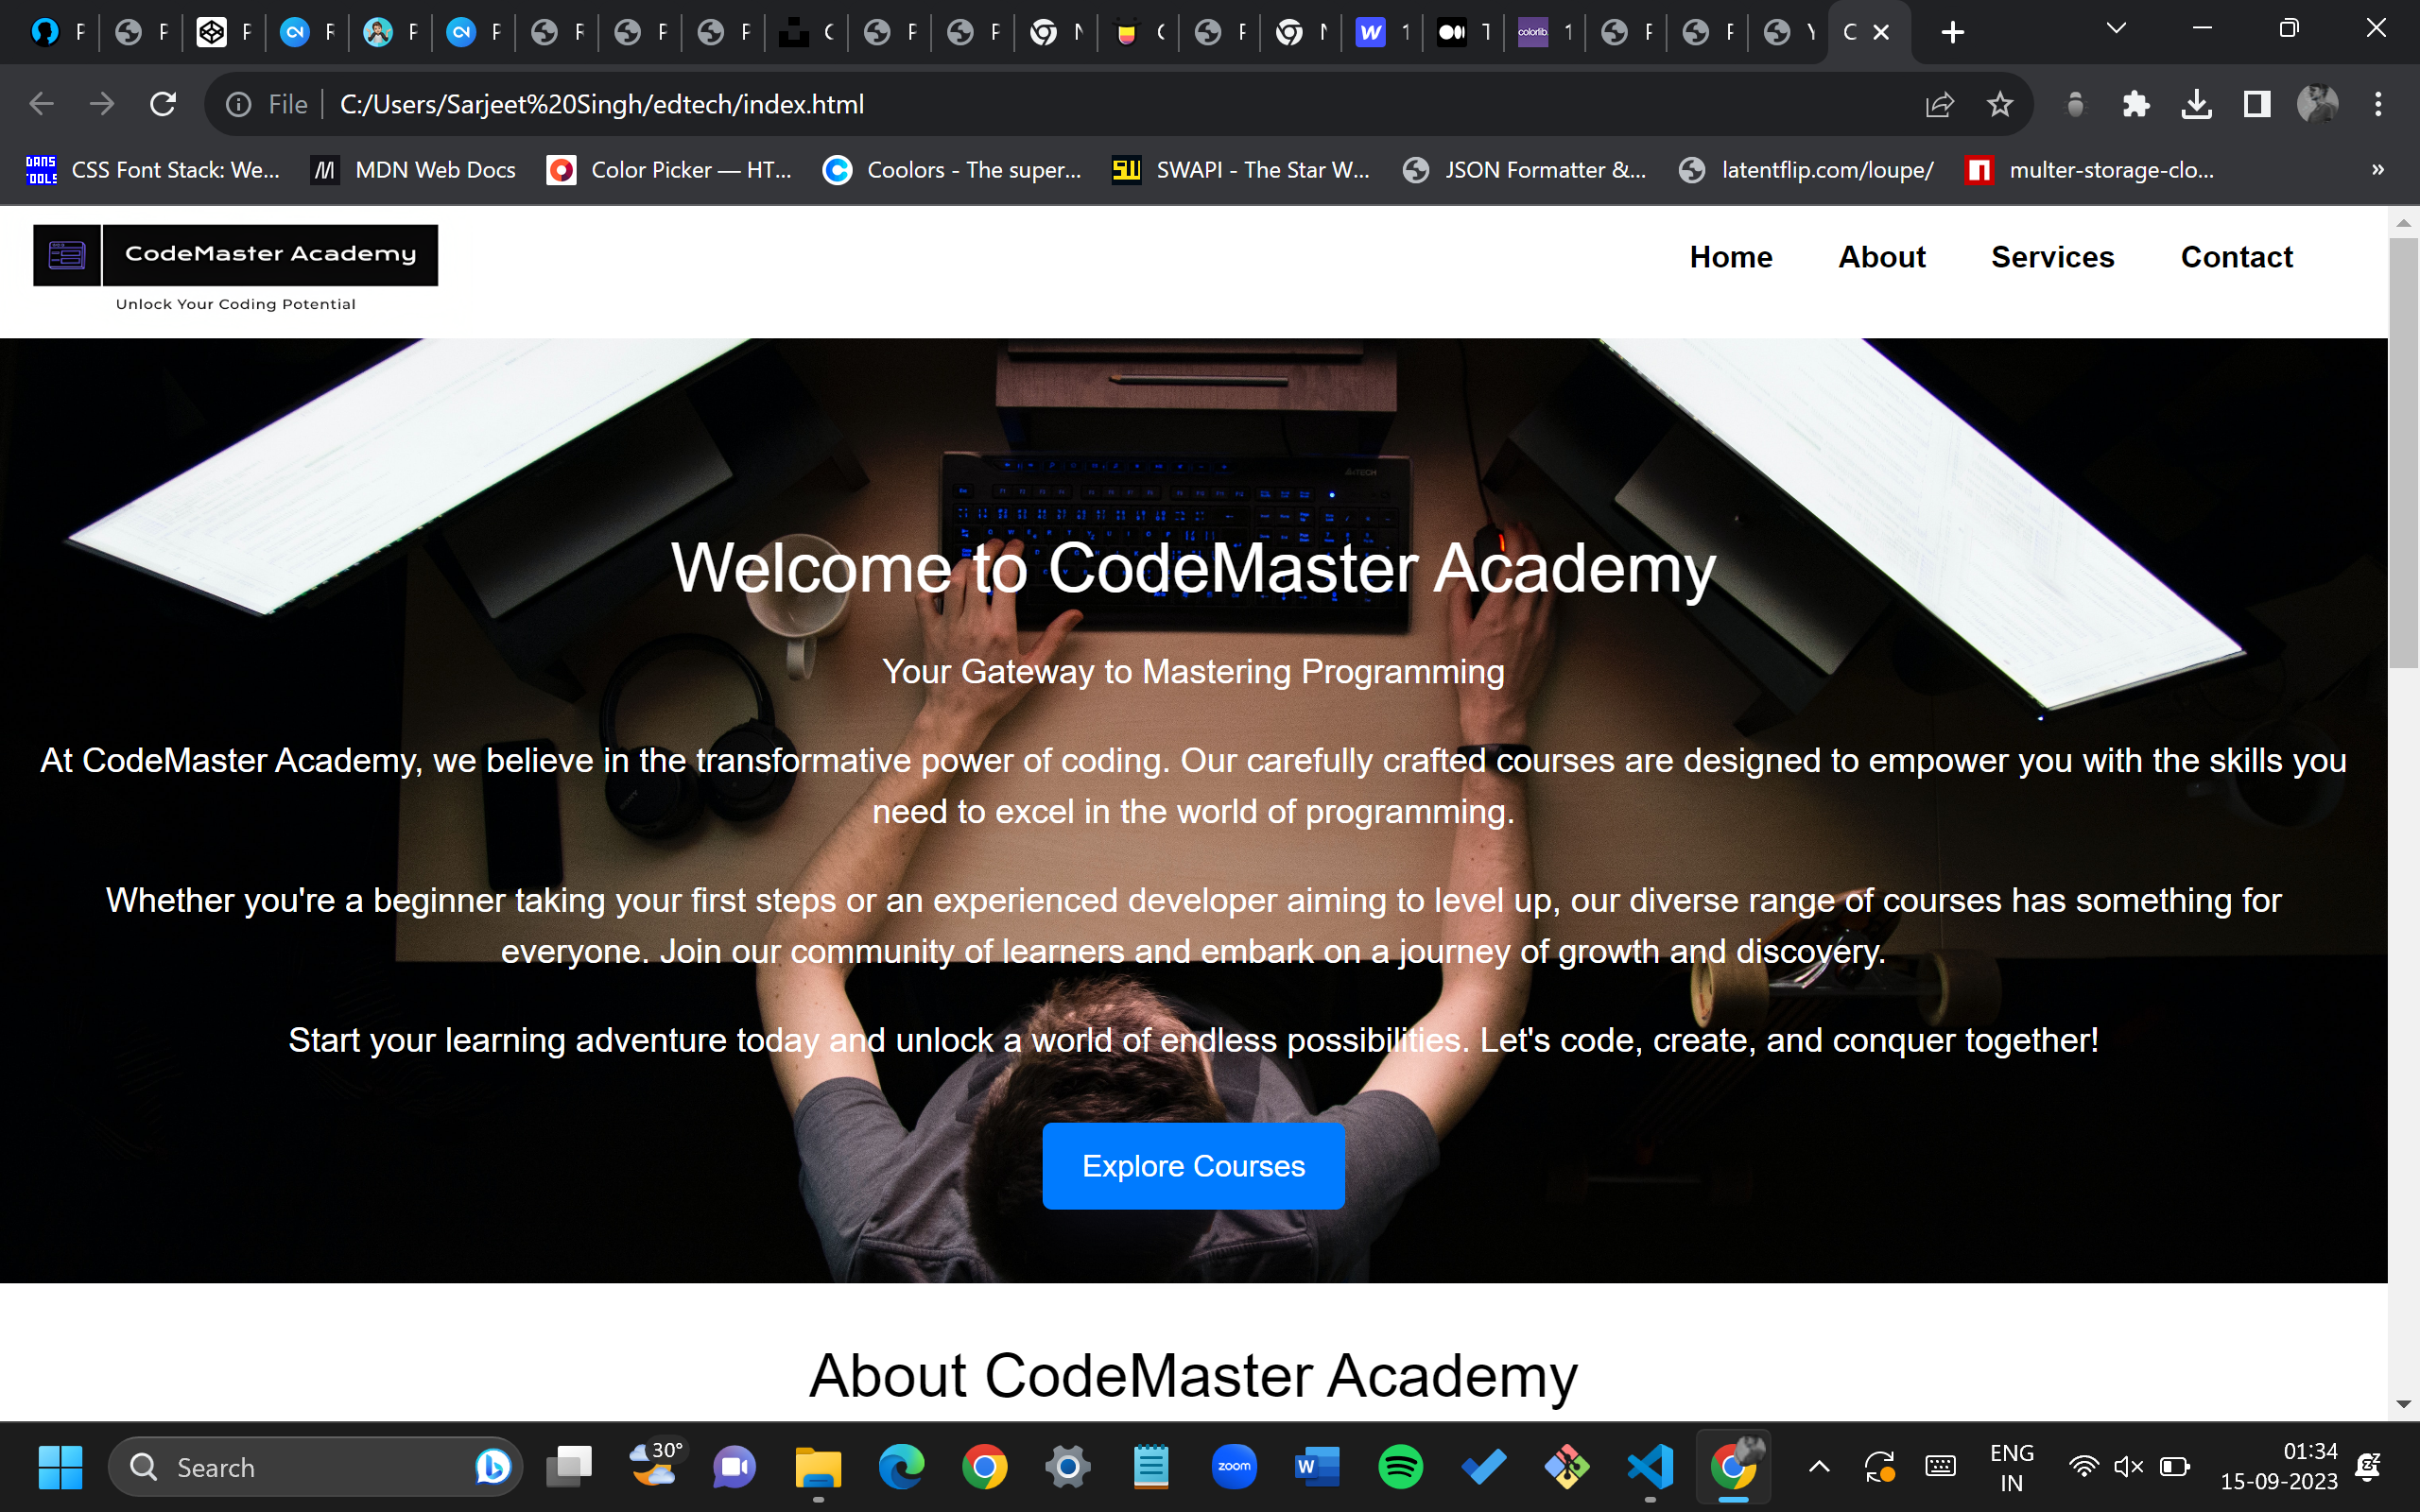 File
C:/Users/Sarjeet%20Singh/edtech/index.html
CSS Font Stack: We...
MDN Web Docs
Color Picker — HT...
Coolors - The super...
SWAPI - The Star W...
JSON Formatter &...
latentflip.com/loupe/
multer-storage-clo...
»
CodeMaster Academy
Unlock Your Coding Potential
Home
About
Services
Contact
Welcome to CodeMaster Academy
Your Gateway to Mastering Programming
At CodeMaster Academy, we believe in the transformative power of coding. Our carefully crafted courses are designed to empower you with the skills you
need to excel in the world of programming.
Whether you're a beginner taking your first steps or an experienced developer aiming to level up, our diverse range of courses has something for
everyone. Join our community of learners and embark on a journey of growth and discovery.
Start your learning adventure today and unlock a world of endless possibilities. Let's code, create, and conquer together!
Explore Courses
About CodeMaster Academy
Search
30°
zoom
ENG
IN
01:34
15-09-2023